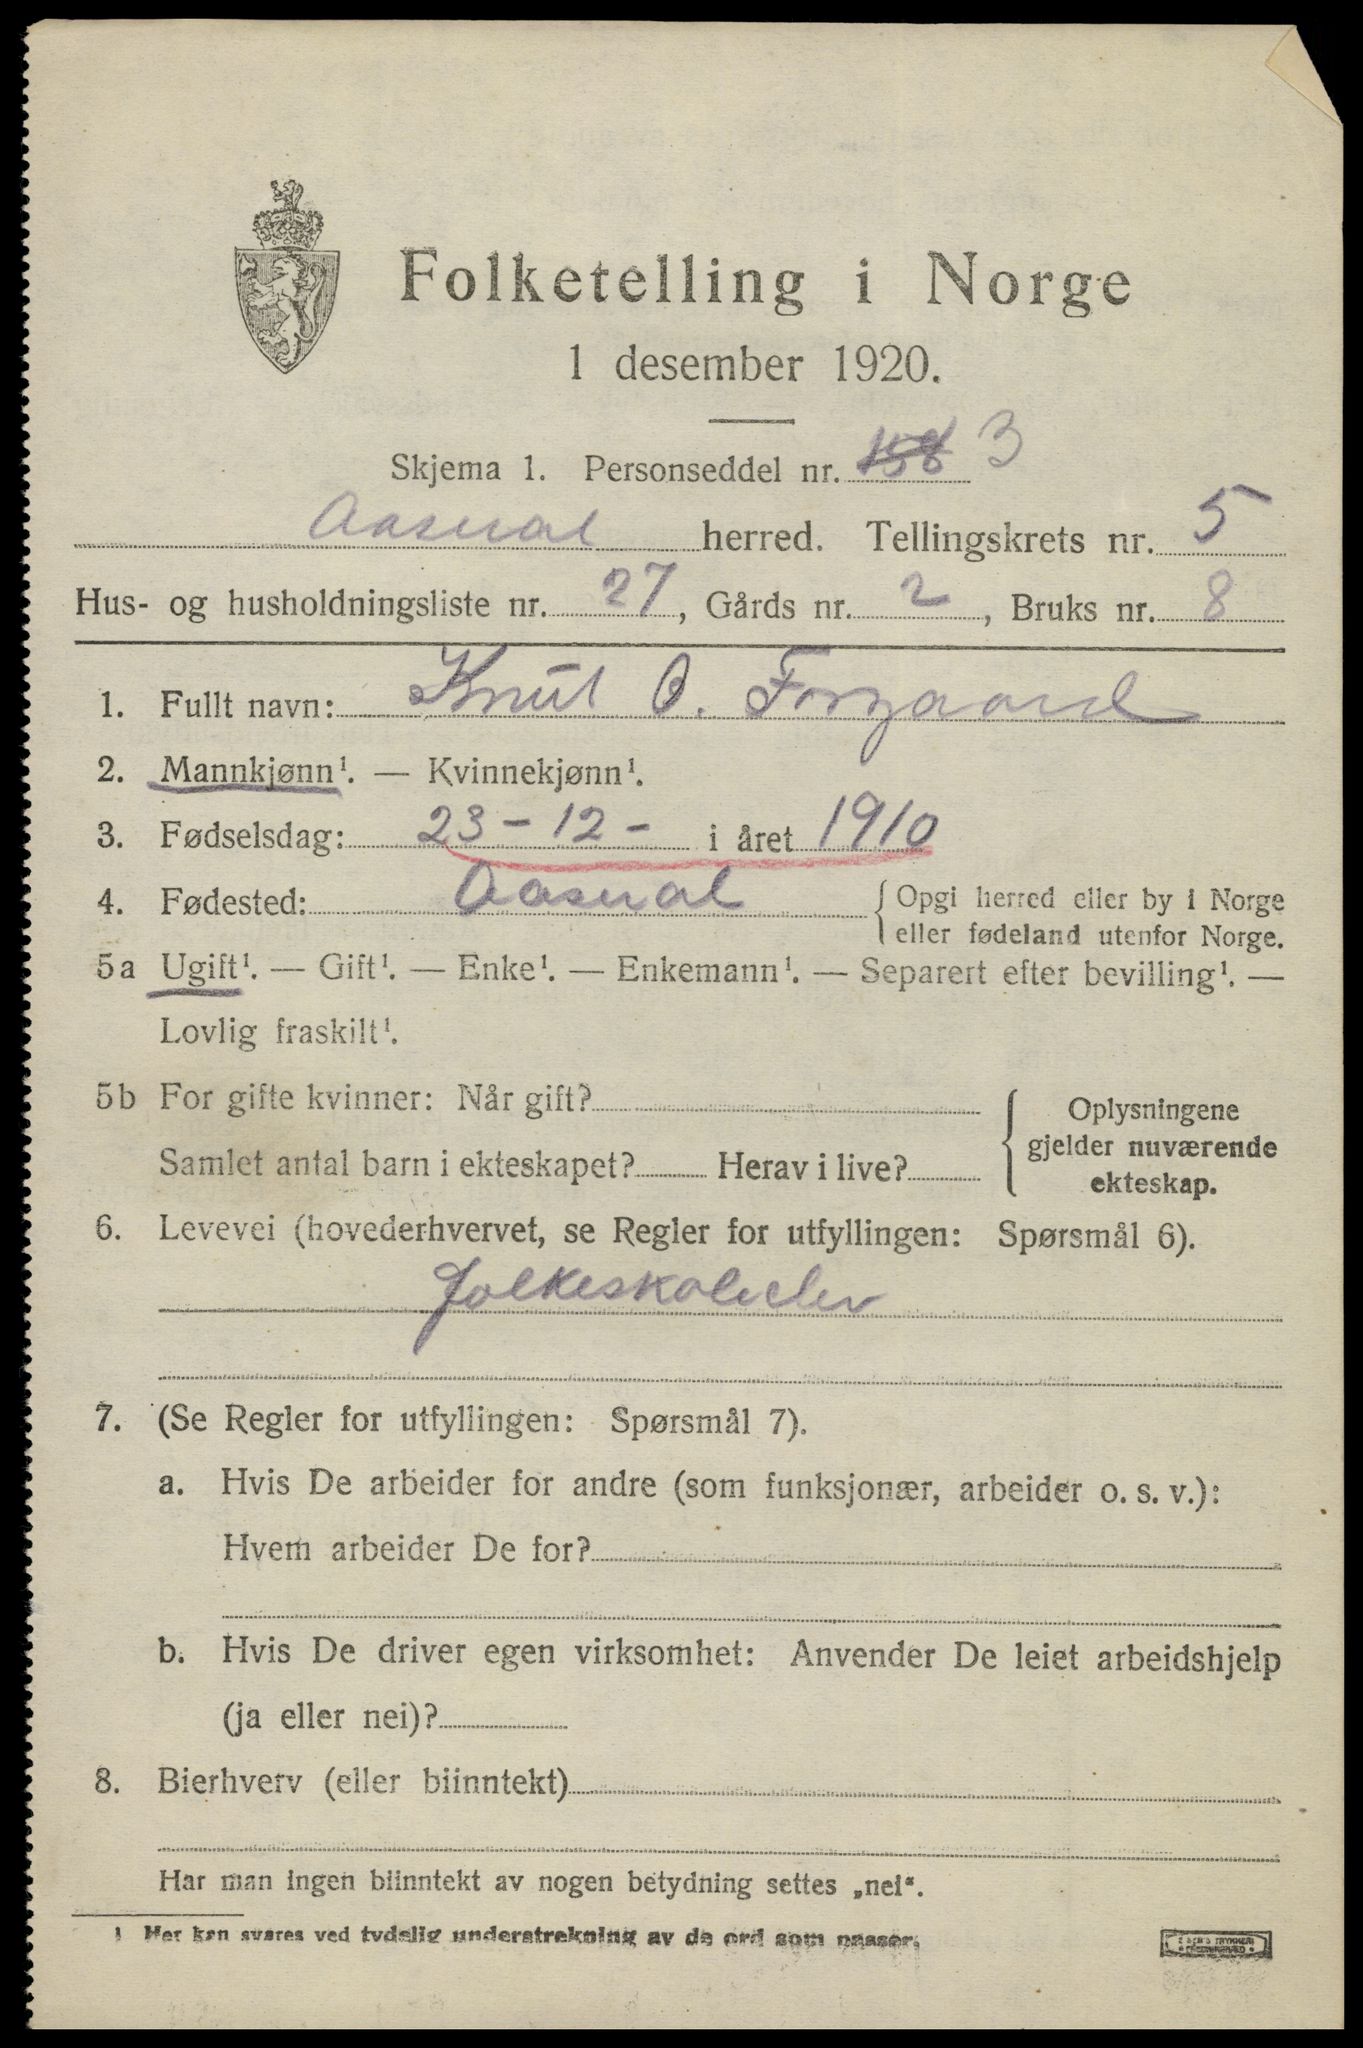 Folketelling i Norge
1 desember 1920.
Skjema 1. Personseddel nr. 158 3
Aaseral herred. Tellingskrets nr. 5
Hus- og husholdningsliste nr. 27, Gårds nr. 2, Bruks nr. 8
1. Fullt navn: Knut O. Forgaard
2. Mannkjønn¹. — Kvinnekjønn¹.
3. Fødselsdag: 23 - 12 - i året 1910
4. Fødested: Aaseral {Opgi herred eller by i Norge
eller fødeland utenfor Norge.
5a Ugift¹. — Gift¹. — Enke¹. — Enkemann¹. — Separert efter bevilling¹. —
Lovlig fraskilt¹.
5b For gifte kvinner: Når gift?
Samlet antal barn i ekteskapet? Herav i live?
{Oplysningene
gjelder nuværende
ekteskap.
6. Levevei (hovederhvervet, se Regler for utfyllingen: Spørsmål 6).
folkeskoleelev
7. (Se Regler for utfyllingen: Spørsmål 7).
a. Hvis De arbeider for andre (som funksjonær, arbeider o. s. v.):
Hvem arbeider De for?
b. Hvis De driver egen virksomhet: Anvender De leiet arbeidshjelp
(ja eller nei)?
8. Bierhverv (eller biinntekt)
Har man ingen biinntekt av nogen betydning settes „nei“.
1 Her kan svares ved tydelig understrekning av de ord som passer.